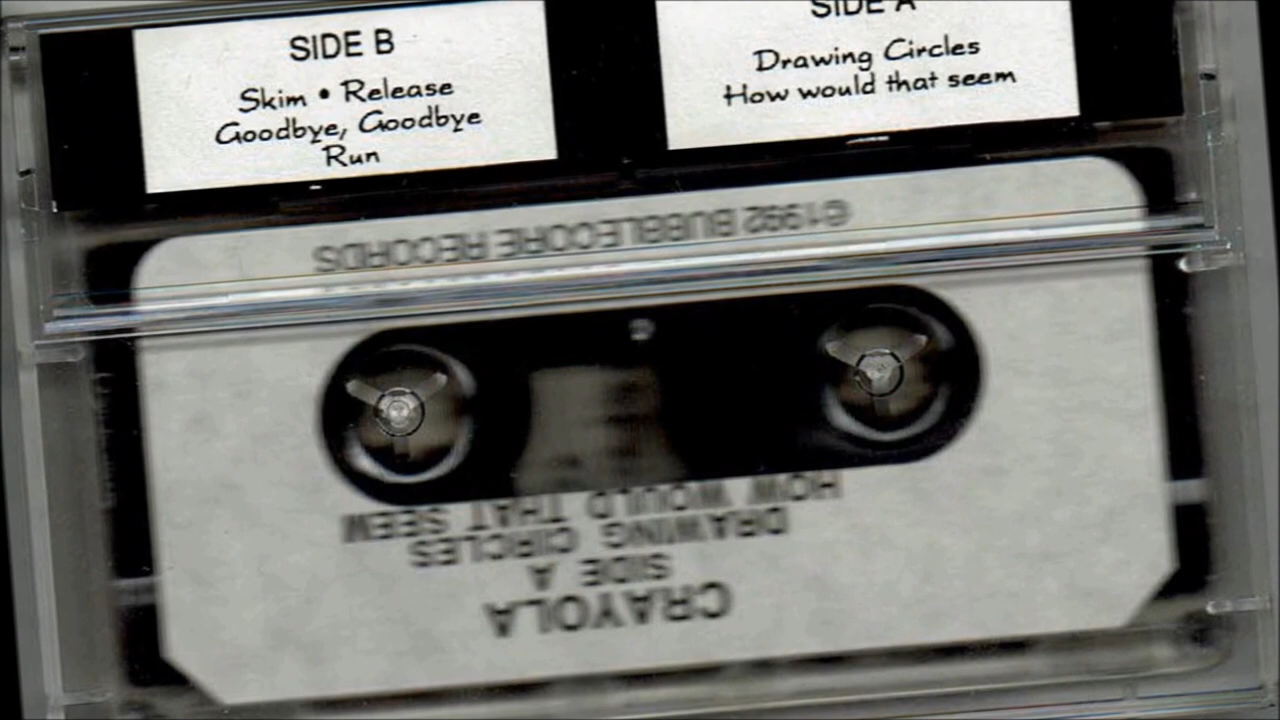 SIDE B
Skim • Release
Goodbye, Goodbye
Run
SIDE A
Drawing Circles
How would that seem
©1992 BUBBLECORE RECORDS
CRAYOLA
SIDE A
DRAWING CIRCLES
HOW WOULD THAT SEEM